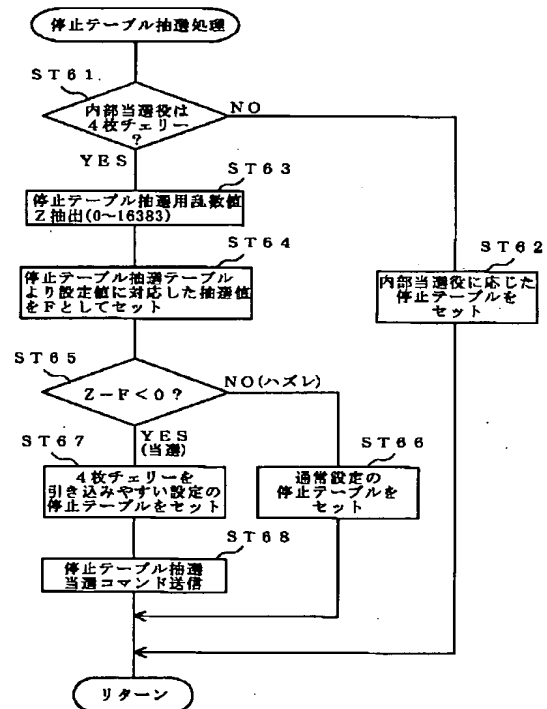 停止テーブル抽選処理
ST61
内部当選役は
4枚チェリー
?
NO
YES
ST63
停止テーブル抽選用乱数値
Z抽出(0~16383)
ST64
停止テーブル抽選テーブル
より設定値に対応した抽選値
をFとしてセット
ST62
内部当選役に応じた
停止テーブルを
セット
ST65
Z-F<0?
NO(ハズレ)
YES
(当選)
ST67
4枚チェリーを
引き込みやすい設定の
停止テーブルをセット
ST66
通常設定の
停止テーブルを
セット
ST68
停止テーブル抽選
当選コマンド送信
リターン